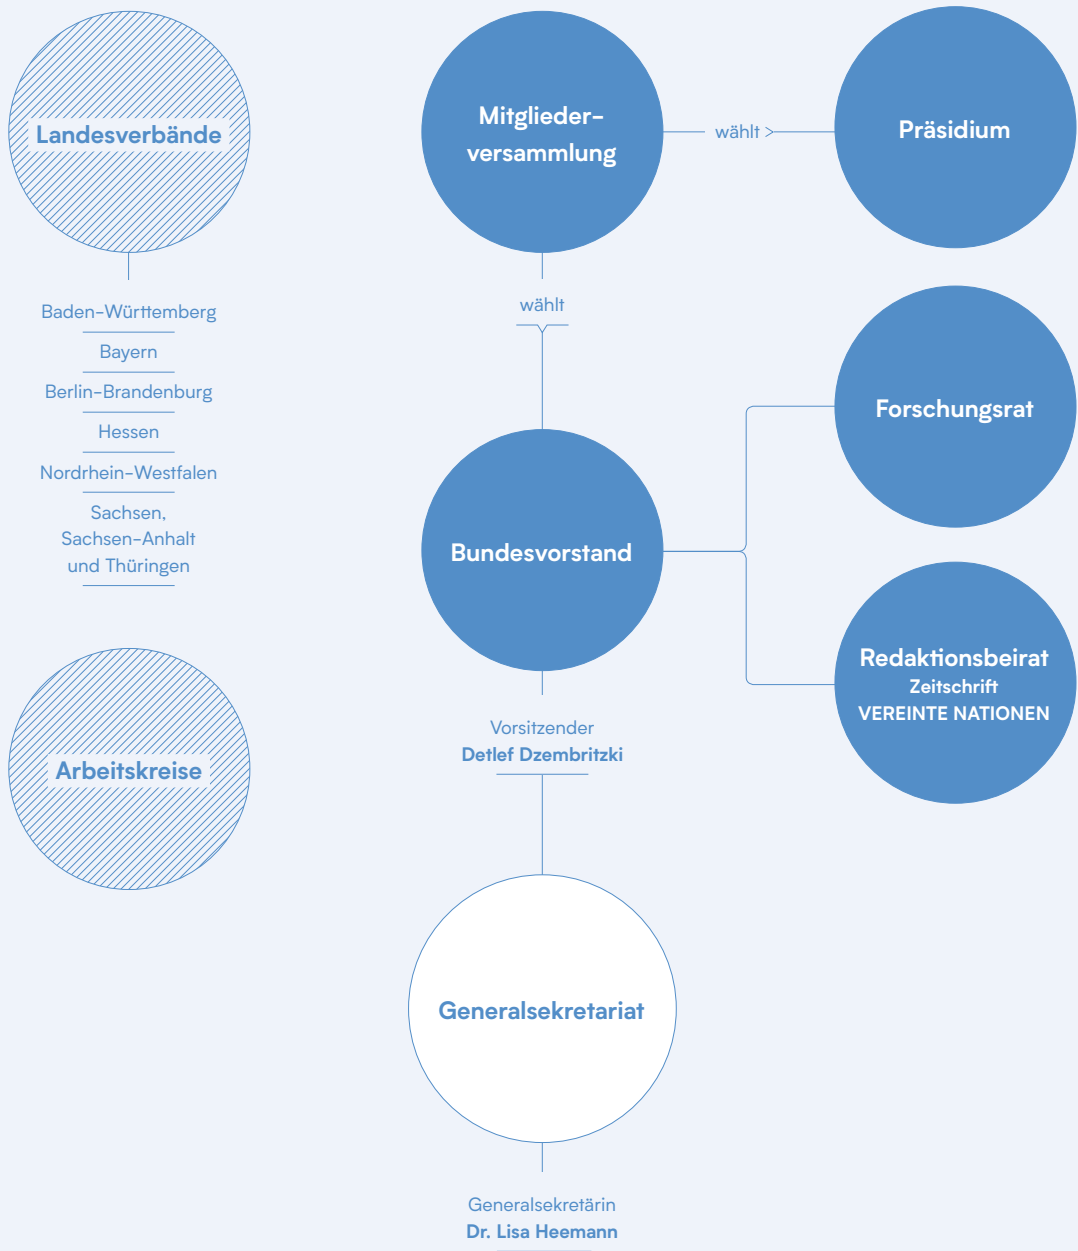 Landesverbände
Baden-Württemberg
Bayern
Berlin-Brandenburg
Hessen
Nordrhein-Westfalen
Sachsen,
Sachsen-Anhalt
und Thüringen
Arbeitskreise
Mitglieder-
versammlung
wählt >
Präsidium
wählt
Bundesvorstand
Forschungsrat
Redaktionsbeirat
Zeitschrift
VEREINTE NATIONEN
Vorsitzender
Detlef Dzembritzki
Generalsekretariat
Generalsekretärin
Dr. Lisa Heemann